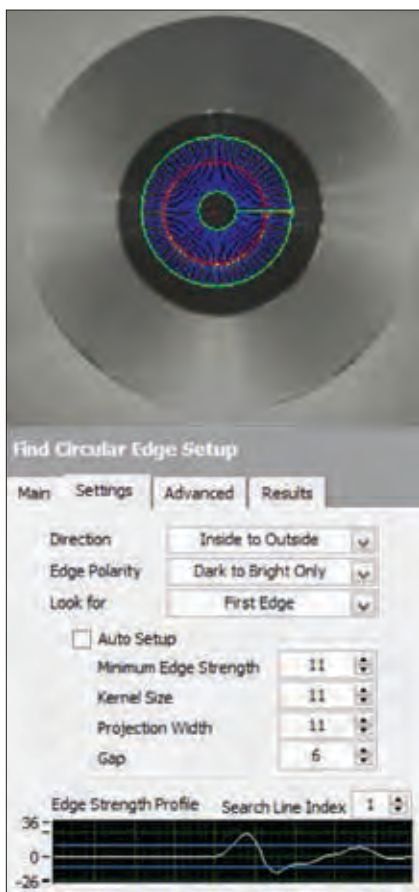 Find Circular Edge Setup
Main Settings Advanced Results
Direction Inside to Outside
Edge Polarity Dark to Bright Only
Look for First Edge
Auto Setup
Minimum Edge Strength 11
Kernel Size 11
Projection Width 11
Gap 6
Edge Strength Profile Search Line Index 1
36
0
-26